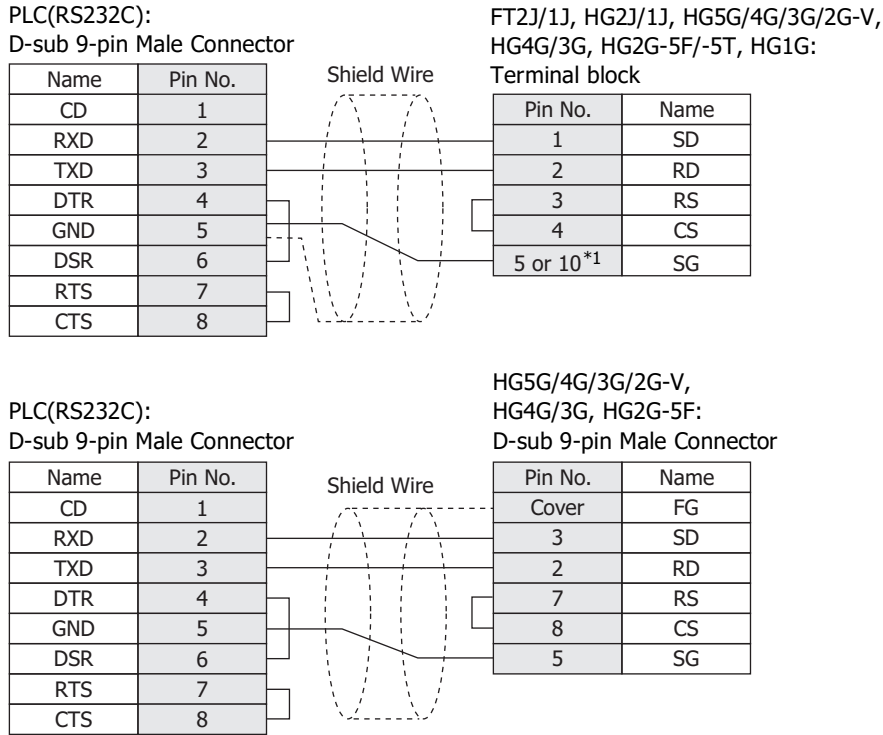 PLC(RS232C):
D-sub 9-pin Male Connector
FT2J/1J, HG2J/1J, HG5G/4G/3G/2G-V,
HG4G/3G, HG2G-5F/-5T, HG1G:
Terminal block
Shield Wire
Name Pin No.
CD 1
RXD 2
TXD 3
DTR 4
GND 5
DSR 6
RTS 7
CTS 8
Pin No. Name
1 SD
2 RD
3 RS
4 CS
5 or 10*1 SG
PLC(RS232C):
D-sub 9-pin Male Connector
HG5G/4G/3G/2G-V,
HG4G/3G, HG2G-5F:
D-sub 9-pin Male Connector
Shield Wire
Name Pin No.
CD 1
RXD 2
TXD 3
DTR 4
GND 5
DSR 6
RTS 7
CTS 8
Pin No. Name
Cover FG
3 SD
2 RD
7 RS
8 CS
5 SG